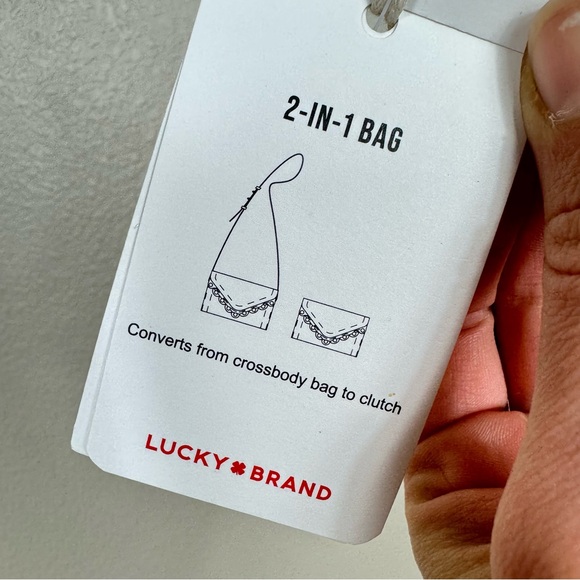 2-IN-1 BAG
Converts from crossbody bag to clutch
LUCKY BRAND